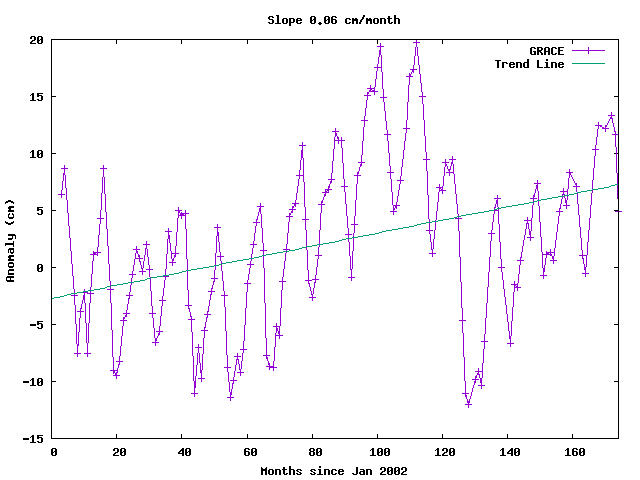 Slope 0.06 cm/month
GRACE
Trend Line
20
15
10
5
0
-5
-10
-15
Anomaly (cm)
0 20 40 60 80 100 120 140 160
Months since Jan 2002